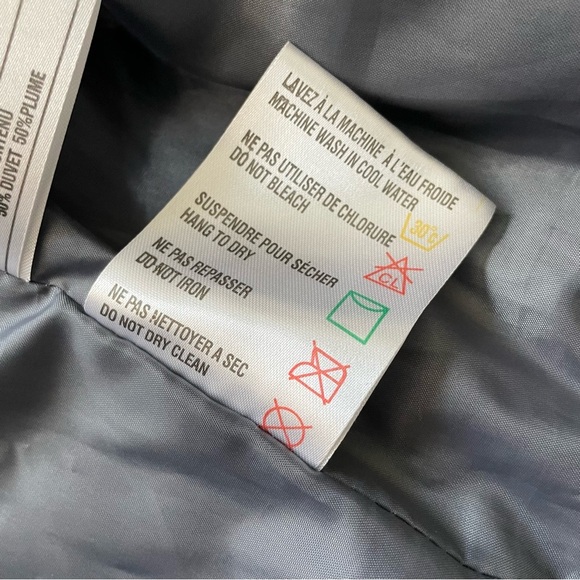 50% DUVET 50% PLUME
LAVEZ À LA MACHINE À L'EAU FROIDE
MACHINE WASH IN COOL WATER
30°C
NE PAS UTILISER DE CHLORURE
DO NOT BLEACH
CL
SUSPENDRE POUR SÉCHER
HANG TO DRY
NE PAS REPASSER
DO NOT IRON
NE PAS NETTOYER A SEC
DO NOT DRY CLEAN